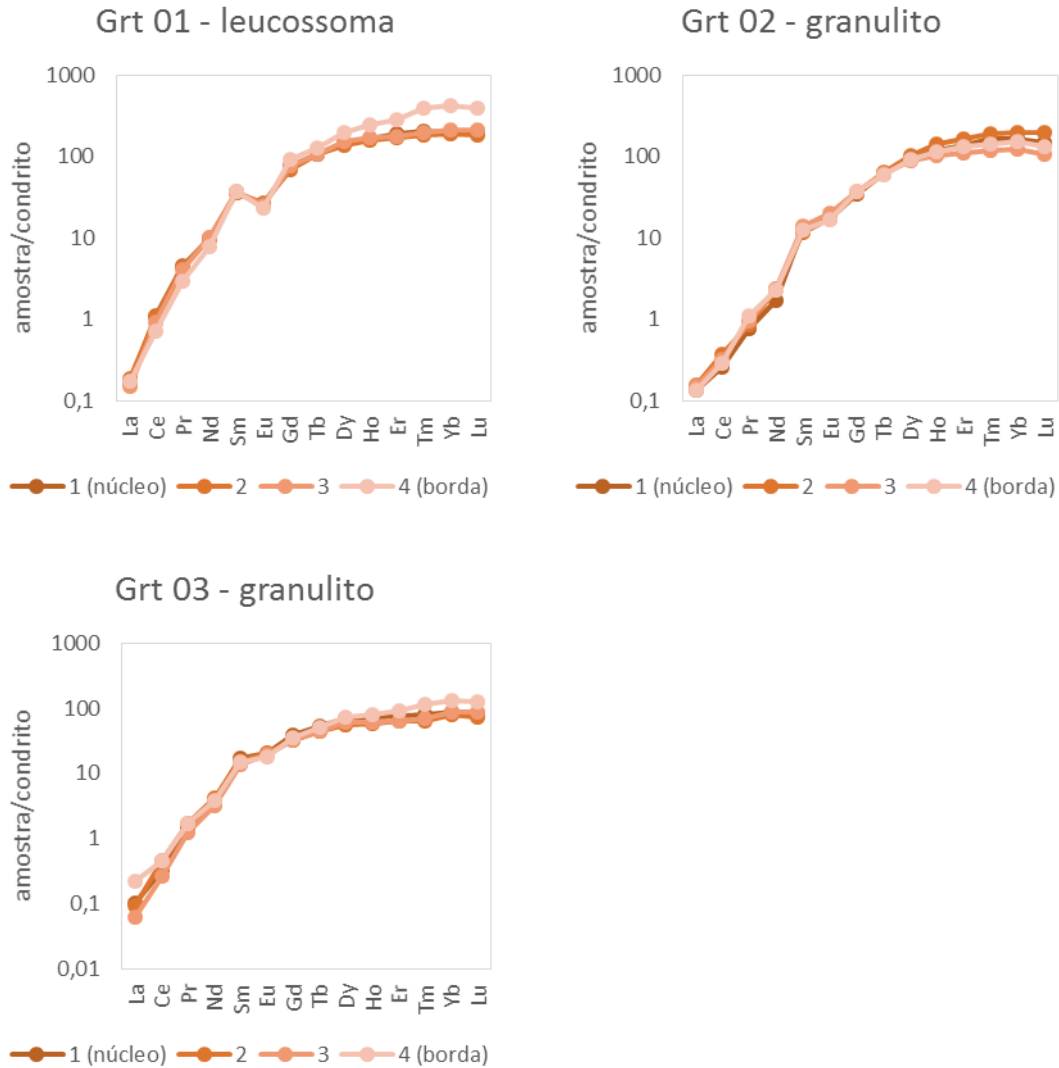 Grt 01 - leucossoma
amostra/condrito
1000
100
10
1
0,1
La Ce Pr Nd Sm Eu Gd Tb Dy Ho Er Tm Yb Lu
1 (núcleo) 2 3 4 (borda)
Grt 02 - granulito
amostra/condrito
1000
100
10
1
0,1
La Ce Pr Nd Sm Eu Gd Tb Dy Ho Er Tm Yb Lu
1 (núcleo) 2 3 4 (borda)
Grt 03 - granulito
amostra/condrito
1000
100
10
1
0,1
0,01
La Ce Pr Nd Sm Eu Gd Tb Dy Ho Er Tm Yb Lu
1 (núcleo) 2 3 4 (borda)